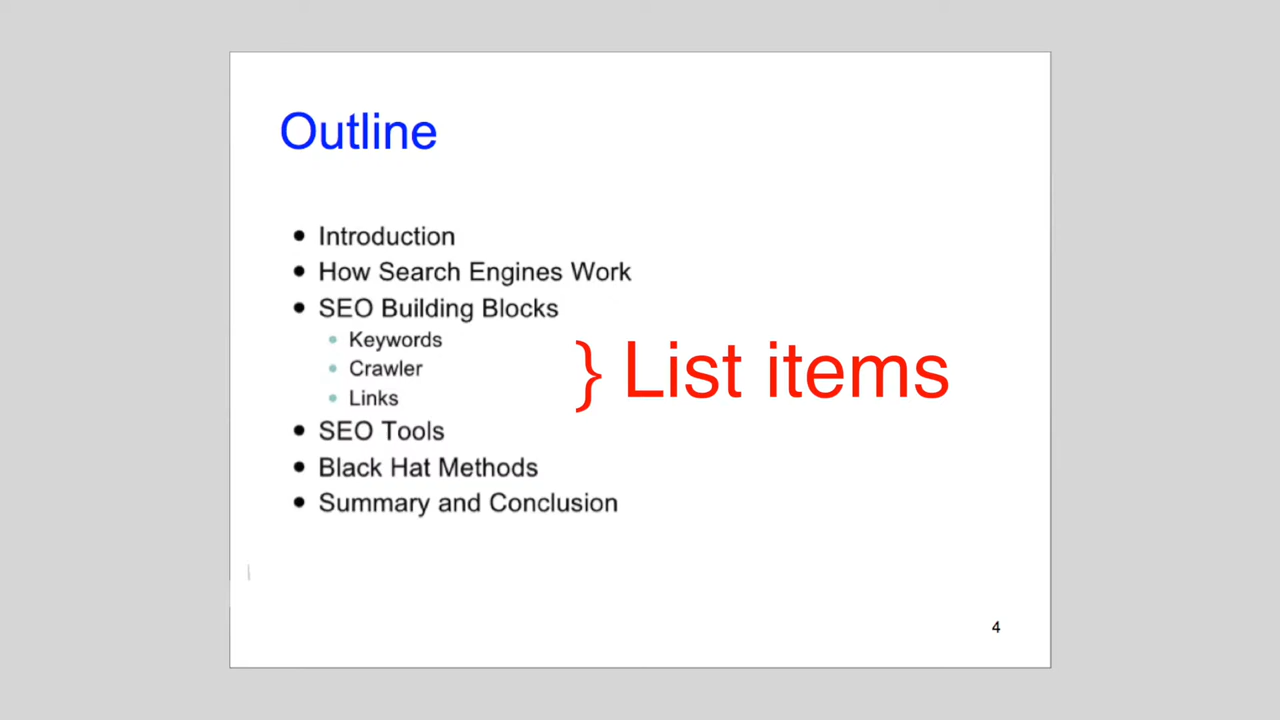 Outline
• Introduction
• How Search Engines Work
• SEO Building Blocks
• Keywords
• Crawler
• Links
} List items
• SEO Tools
• Black Hat Methods
• Summary and Conclusion
4